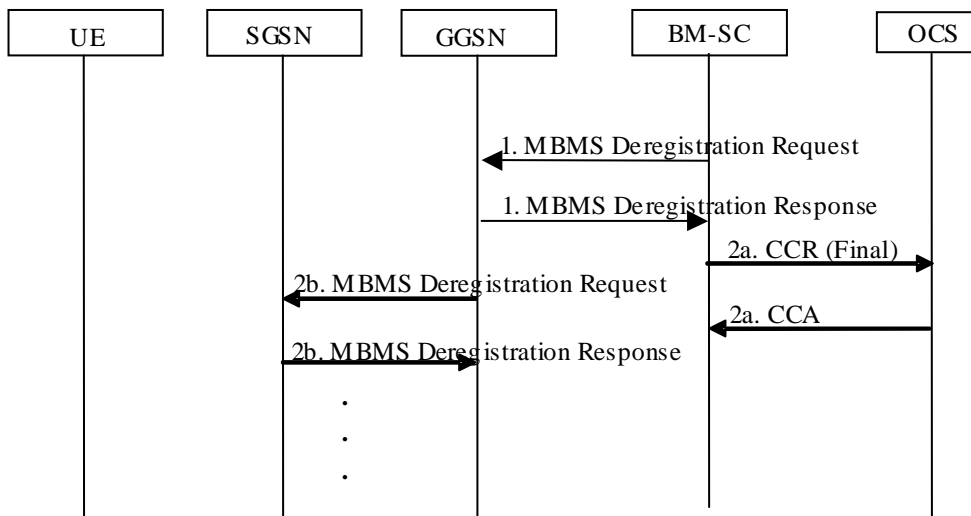 UE
SGSN
GGSN
BM-SC
OCS
1. MBMS Deregistration Request
1. MBMS Deregistration Response
2a. CCR (Final)
2b. MBMS Deregistration Request
2a. CCA
2b. MBMS Deregistration Response